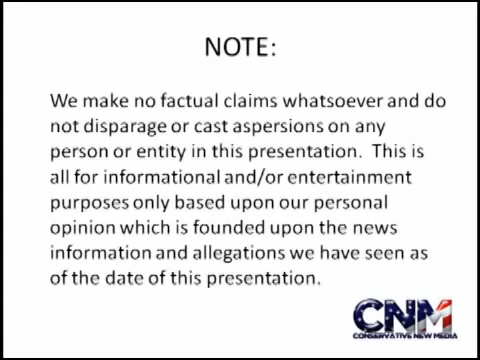 NOTE:
We make no factual claims whatsoever and do
not disparage or cast aspersions on any
person or entity in this presentation.  This is
all for informational and/or entertainment
purposes only based upon our personal
opinion which is founded upon the news
information and allegations we have seen as
of the date of this presentation.
CNM
CONSERVATIVE NEW MEDIA